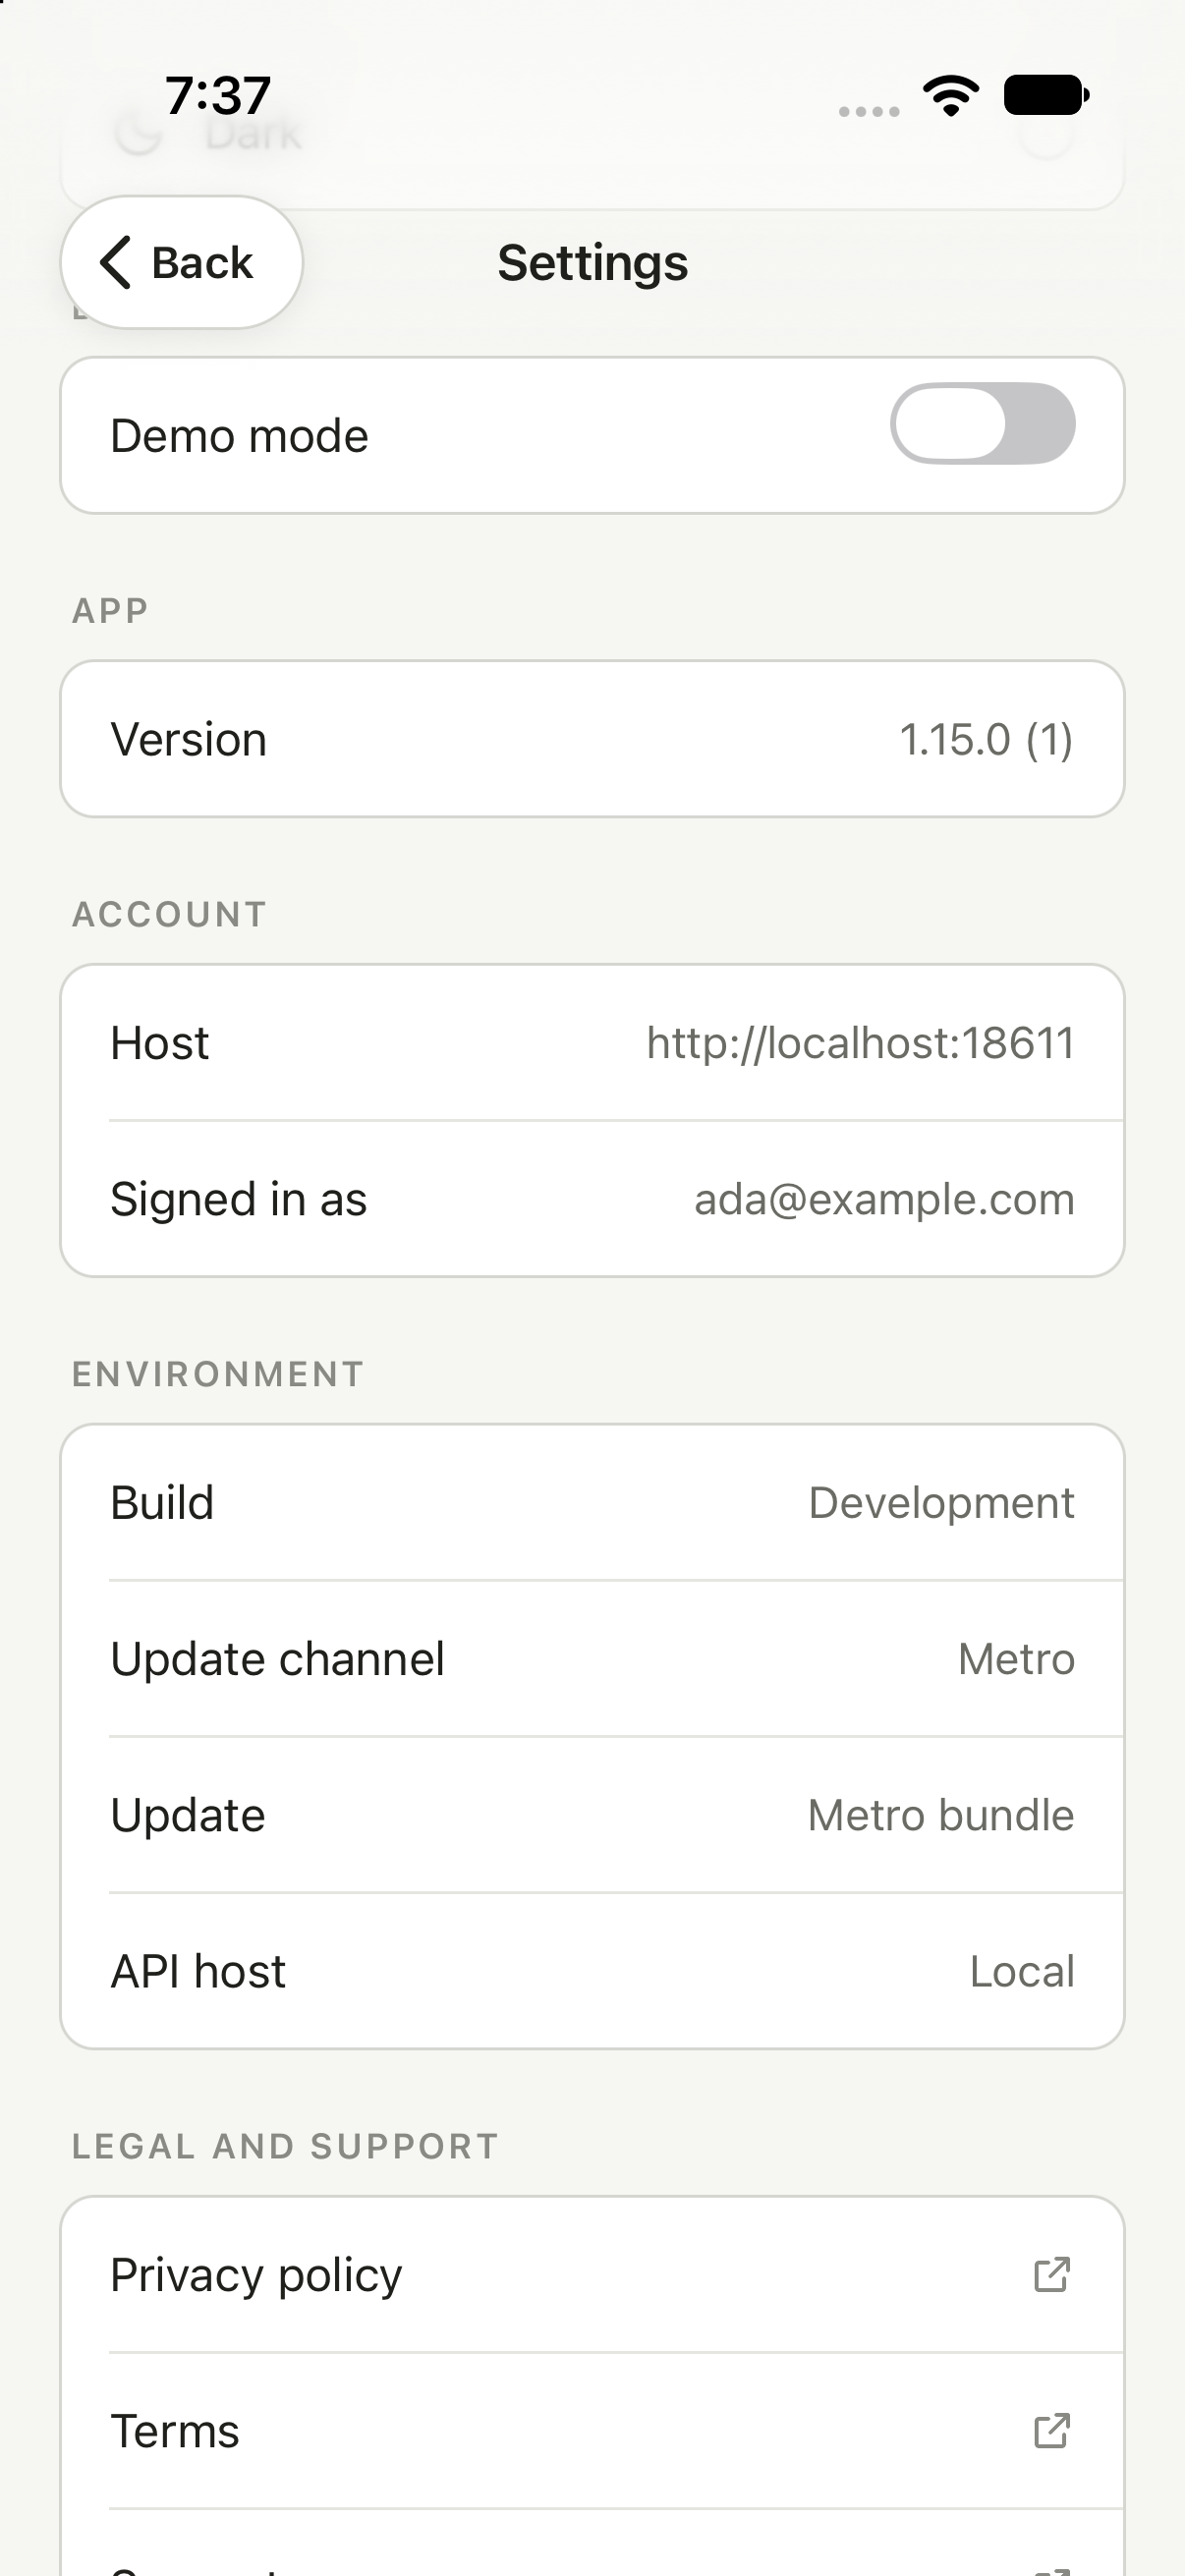 7:37
Dark
Back
Settings
Demo mode
APP
Version
1.15.0 (1)
ACCOUNT
Host
http://localhost:18611
Signed in as
ada@example.com
ENVIRONMENT
Build
Development
Update channel
Metro
Update
Metro bundle
API host
Local
LEGAL AND SUPPORT
Privacy policy
Terms